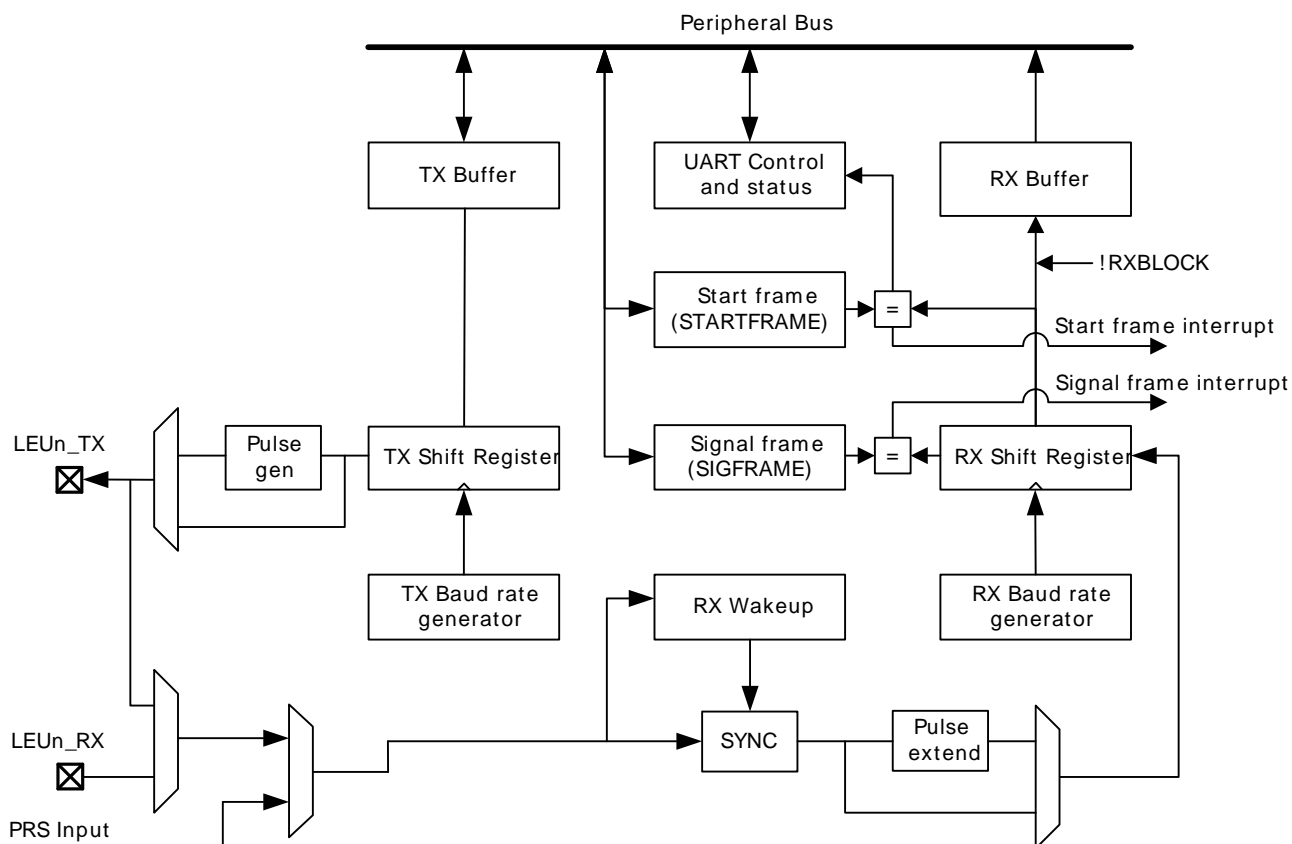 Peripheral Bus
TX Buffer
UART Control
and status
RX Buffer
!RXBLOCK
Start frame
(STARTFRAME)
=
Start frame interrupt
Signal frame interrupt
LEUn_TX
Pulse
gen
TX Shift Register
Signal frame
(SIGFRAME)
=
RX Shift Register
TX Baud rate
generator
RX Wakeup
RX Baud rate
generator
LEUn_RX
SYNC
Pulse
extend
PRS Input